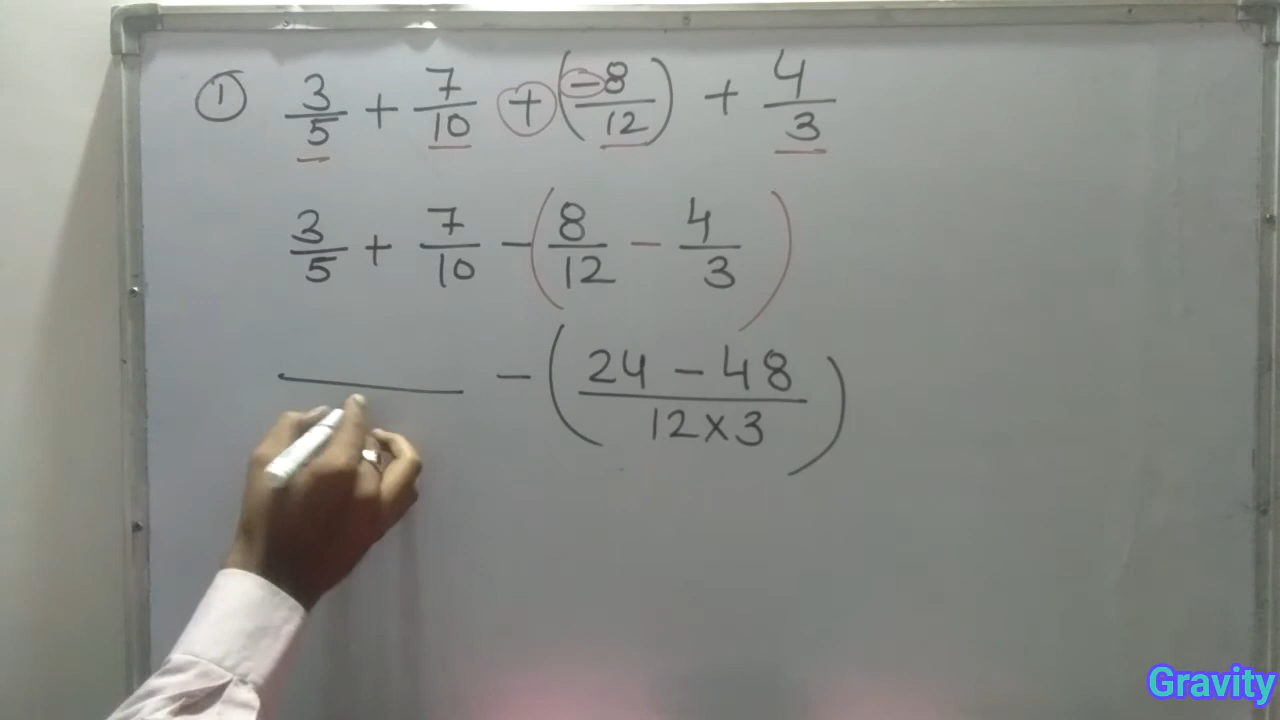 ① 3/5 + 7/10 + (-8/12) + 4/3
3/5 + 7/10 - (8/12 - 4/3)
- (24 - 48 / 12 × 3)
Gravity